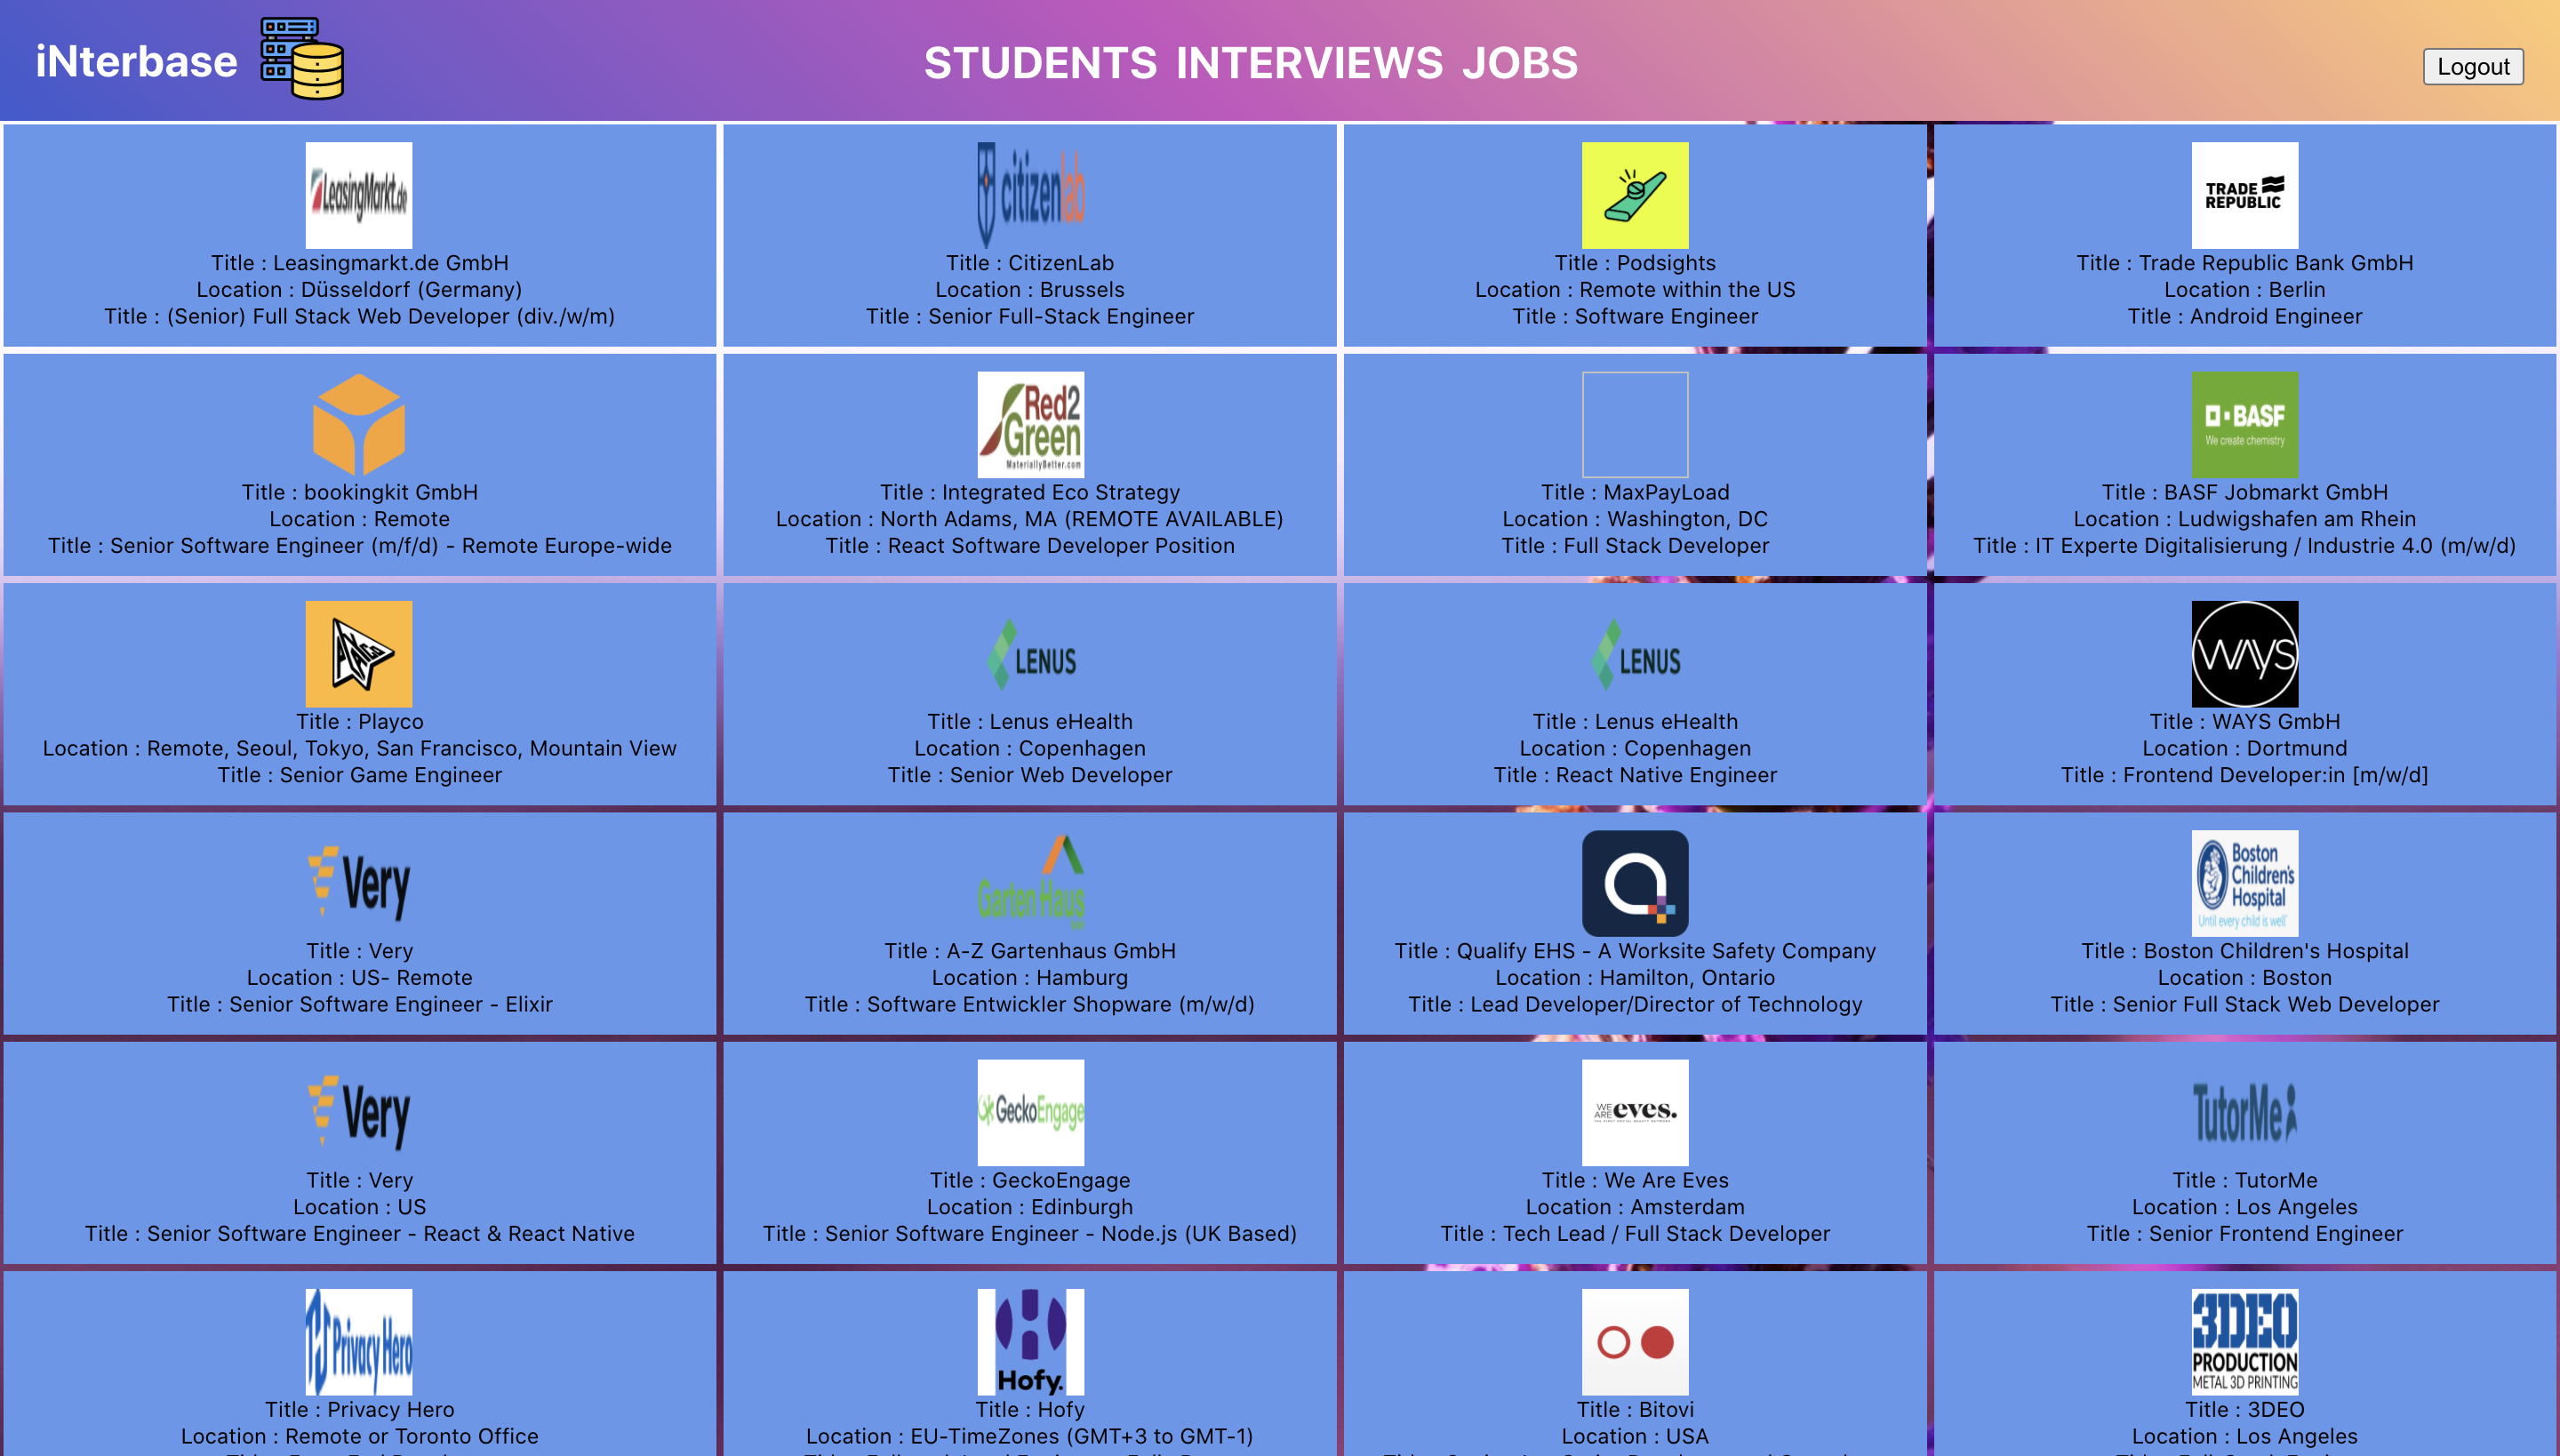 iNterbase
STUDENTS INTERVIEWS JOBS
Logout
LeasingMarkt.de
Title : Leasingmarkt.de GmbH
Location : Düsseldorf (Germany)
Title : (Senior) Full Stack Web Developer (div./w/m)
citizenlab
Title : CitizenLab
Location : Brussels
Title : Senior Full-Stack Engineer
Title : Podsights
Location : Remote within the US
Title : Software Engineer
TRADE
REPUBLIC
Title : Trade Republic Bank GmbH
Location : Berlin
Title : Android Engineer
Title : bookingkit GmbH
Location : Remote
Title : Senior Software Engineer (m/f/d) - Remote Europe-wide
Red2
Green
MateriallyBetter.com
Title : Integrated Eco Strategy
Location : North Adams, MA (REMOTE AVAILABLE)
Title : React Software Developer Position
Title : MaxPayLoad
Location : Washington, DC
Title : Full Stack Developer
BASF
We create chemistry
Title : BASF Jobmarkt GmbH
Location : Ludwigshafen am Rhein
Title : IT Experte Digitalisierung / Industrie 4.0 (m/w/d)
PLAYCO
Title : Playco
Location : Remote, Seoul, Tokyo, San Francisco, Mountain View
Title : Senior Game Engineer
LENUS
Title : Lenus eHealth
Location : Copenhagen
Title : Senior Web Developer
LENUS
Title : Lenus eHealth
Location : Copenhagen
Title : React Native Engineer
WAYS
Title : WAYS GmbH
Location : Dortmund
Title : Frontend Developer:in [m/w/d]
Very
Title : Very
Location : US- Remote
Title : Senior Software Engineer - Elixir
GartenHaus
Title : A-Z Gartenhaus GmbH
Location : Hamburg
Title : Software Entwickler Shopware (m/w/d)
Title : Qualify EHS - A Worksite Safety Company
Location : Hamilton, Ontario
Title : Lead Developer/Director of Technology
Boston
Children's
Hospital
Until every child is well
Title : Boston Children's Hospital
Location : Boston
Title : Senior Full Stack Web Developer
Very
Title : Very
Location : US
Title : Senior Software Engineer - React & React Native
GeckoEngage
Title : GeckoEngage
Location : Edinburgh
Title : Senior Software Engineer - Node.js (UK Based)
WE ARE eves.
Title : We Are Eves
Location : Amsterdam
Title : Tech Lead / Full Stack Developer
TutorMe
Title : TutorMe
Location : Los Angeles
Title : Senior Frontend Engineer
Privacy Hero
Title : Privacy Hero
Location : Remote or Toronto Office
Hofy.
Title : Hofy
Location : EU-TimeZones (GMT+3 to GMT-1)
Title : Bitovi
Location : USA
3DEO
PRODUCTION
METAL 3D PRINTING
Title : 3DEO
Location : Los Angeles